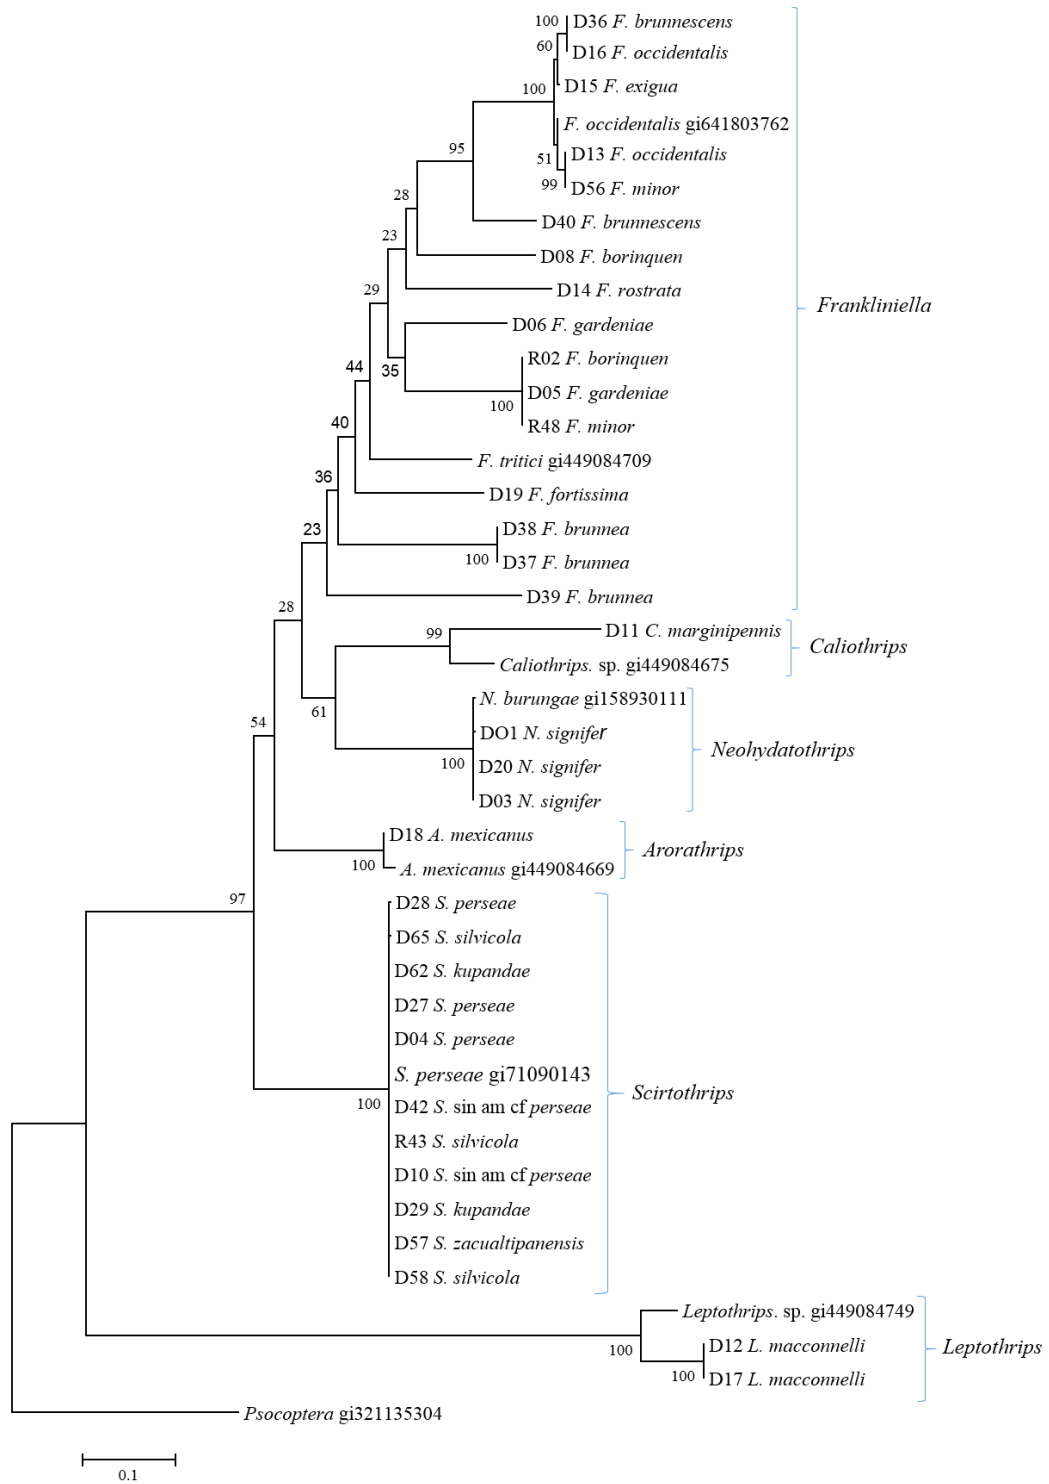 100
D36 F. brunnescens
60
D16 F. occidentalis
D15 F. exigua
100
F. occidentalis gi641803762
D13 F. occidentalis
51
D56 F. minor
99
95
D40 F. brunnescens
28
D08 F. borinquen
23
D14 F. rostrata
29
Frankliniella
D06 F. gardeniae
R02 F. borinquen
44
35
D05 F. gardeniae
100
R48 F. minor
40
F. tritici gi449084709
36
D19 F. fortissima
23
D38 F. brunnea
100
D37 F. brunnea
D39 F. brunnea
28
99
D11 C. marginipennis
Caliothrips
Caliothrips. sp. gi449084675
61
N. burungae gi158930111
54
DO1 N. signifer
Neohydatothrips
100
D20 N. signifer
D03 N. signifer
D18 A. mexicanus
Arorathrips
100
A. mexicanus gi449084669
97
D28 S. perseae
D65 S. silvicola
D62 S. kupandae
D27 S. perseae
D04 S. perseae
S. perseae gi71090143
Scirtothrips
100
D42 S. sin am cf perseae
R43 S. silvicola
D10 S. sin am cf perseae
D29 S. kupandae
D57 S. zacualtipanensis
D58 S. silvicola
Leptothrips. sp. gi449084749
100
D12 L. macconnelli
Leptothrips
100
D17 L. macconnelli
Psocoptera gi321135304
0.1